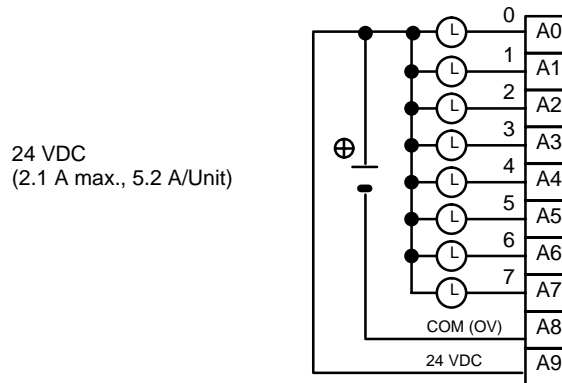 24 VDC
(2.1 A max., 5.2 A/Unit)
0
L
A0
1
L
A1
2
L
A2
3
L
A3
4
L
A4
5
L
A5
6
L
A6
7
L
A7
COM (OV)
A8
24 VDC
A9